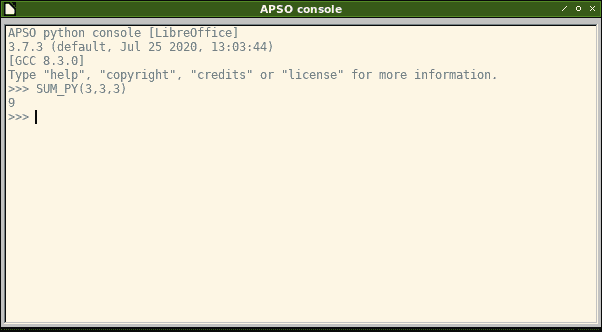 APSO console
APSO python console [LibreOffice]
3.7.3 (default, Jul 25 2020, 13:03:44)
[GCC 8.3.0]
Type "help", "copyright", "credits" or "license" for more information.
>>> SUM_PY(3,3,3)
9
>>>